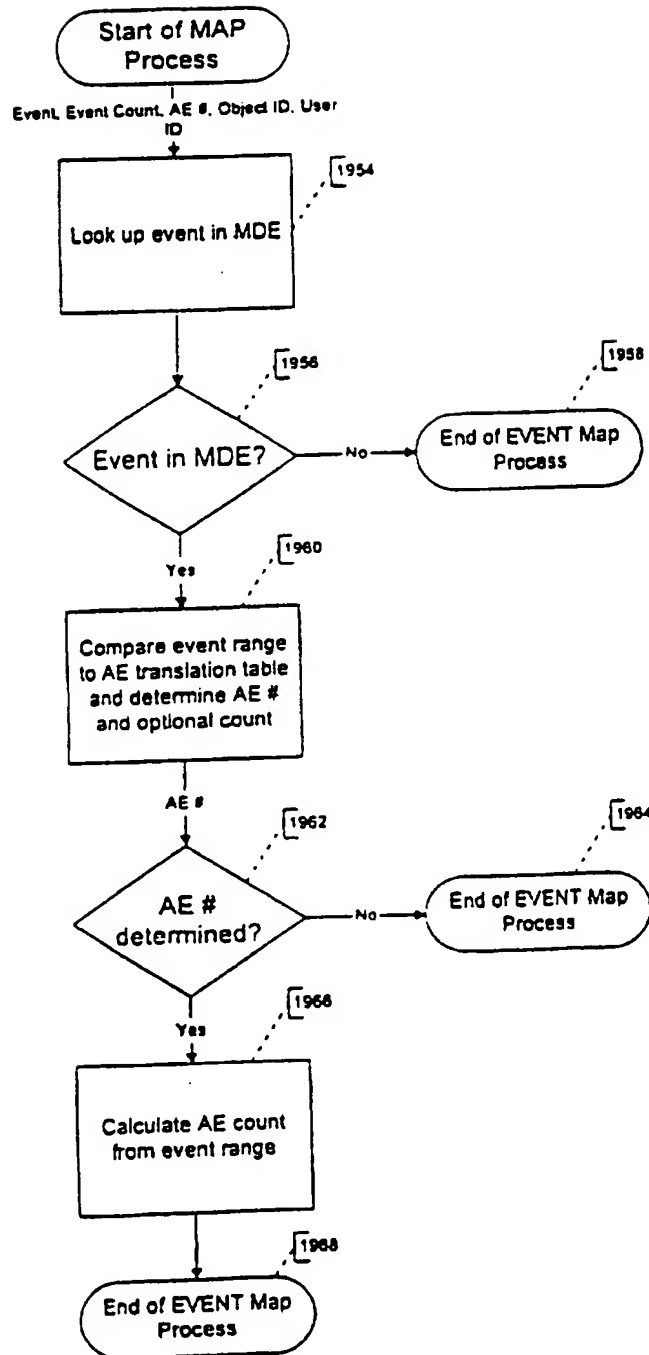 Start of MAP
Process
Event, Event Count, AE #, Object ID, User
ID
1954
Look up event in MDE
1956
1958
Event in MDE?
No
End of EVENT Map
Process
Yes
1960
Compare event range
to AE translation table
and determine AE #
and optional count
AE #
1962
1964
AE #
determined?
No
End of EVENT Map
Process
Yes
1966
Calculate AE count
from event range
1968
End of EVENT Map
Process